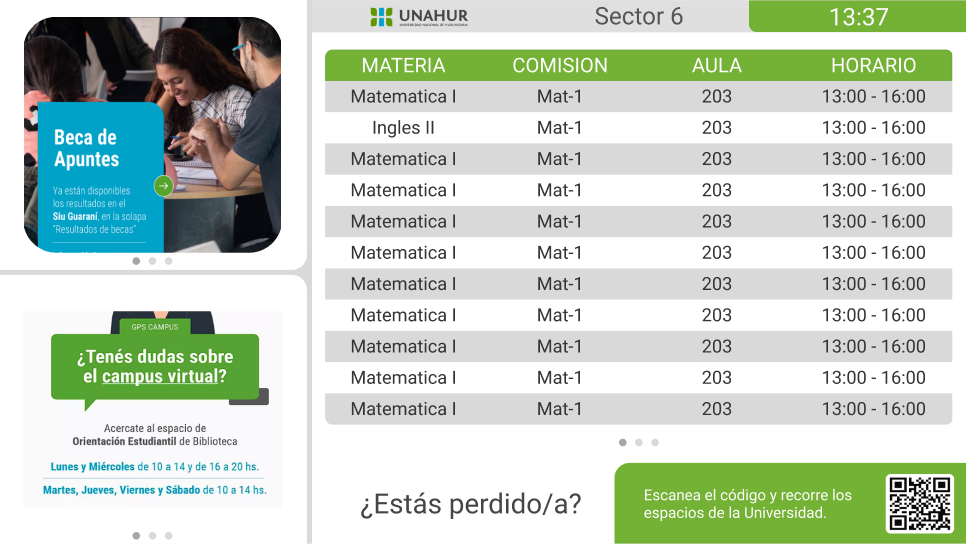 Beca de
Apuntes
Ya están disponibles
los resultados en el
Siu Guaraní, en la solapa
"Resultados de becas"
GPS CAMPUS
¿Tenés dudas sobre
el campus virtual?
Acercate al espacio de
Orientación Estudiantil de Biblioteca
Lunes y Miércoles de 10 a 14 y de 16 a 20 hs.
Martes, Jueves, Viernes y Sábado de 10 a 14 hs.
UNAHUR
UNIVERSIDAD NACIONAL DE HURLINGHAM
Sector 6
13:37
MATERIA COMISION AULA HORARIO
Matematica I Mat-1 203 13:00 - 16:00
Ingles II Mat-1 203 13:00 - 16:00
Matematica I Mat-1 203 13:00 - 16:00
Matematica I Mat-1 203 13:00 - 16:00
Matematica I Mat-1 203 13:00 - 16:00
Matematica I Mat-1 203 13:00 - 16:00
Matematica I Mat-1 203 13:00 - 16:00
Matematica I Mat-1 203 13:00 - 16:00
Matematica I Mat-1 203 13:00 - 16:00
Matematica I Mat-1 203 13:00 - 16:00
Matematica I Mat-1 203 13:00 - 16:00
¿Estás perdido/a?
Escanea el código y recorre los
espacios de la Universidad.